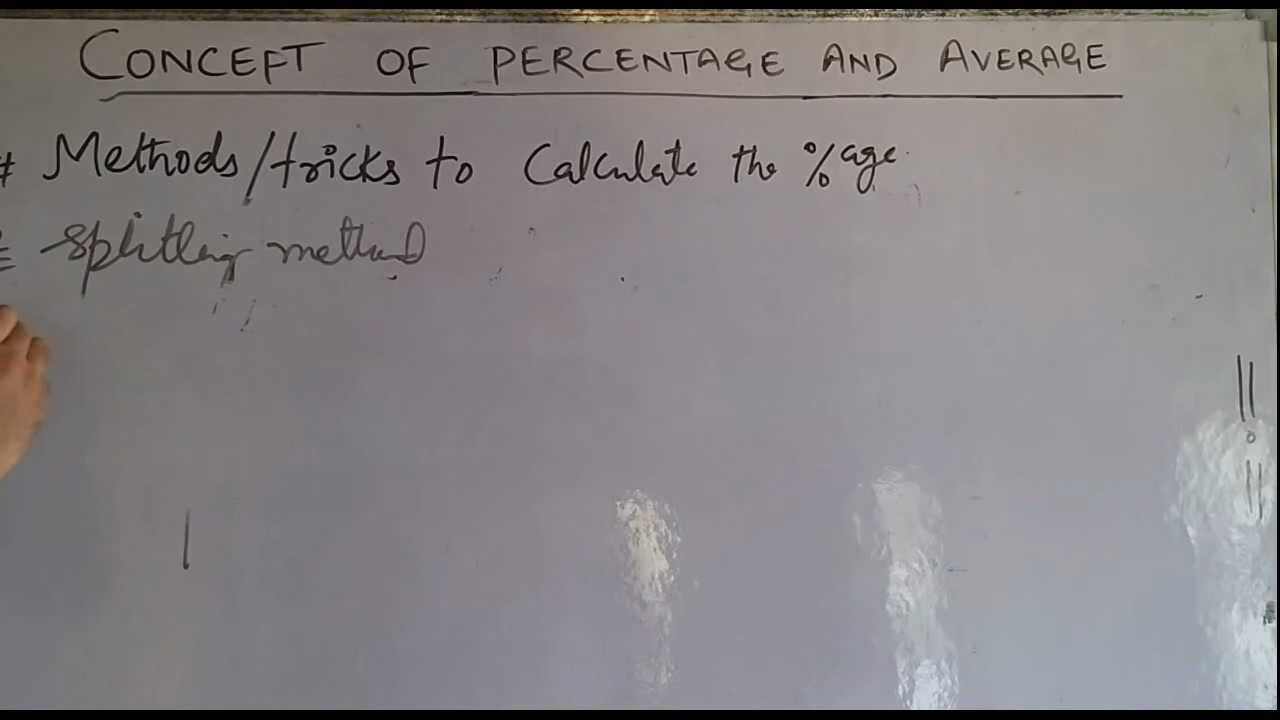 CONCEPT OF PERCENTAGE AND AVERAGE
# Methods/tricks to Calculate the %age
Splitting method